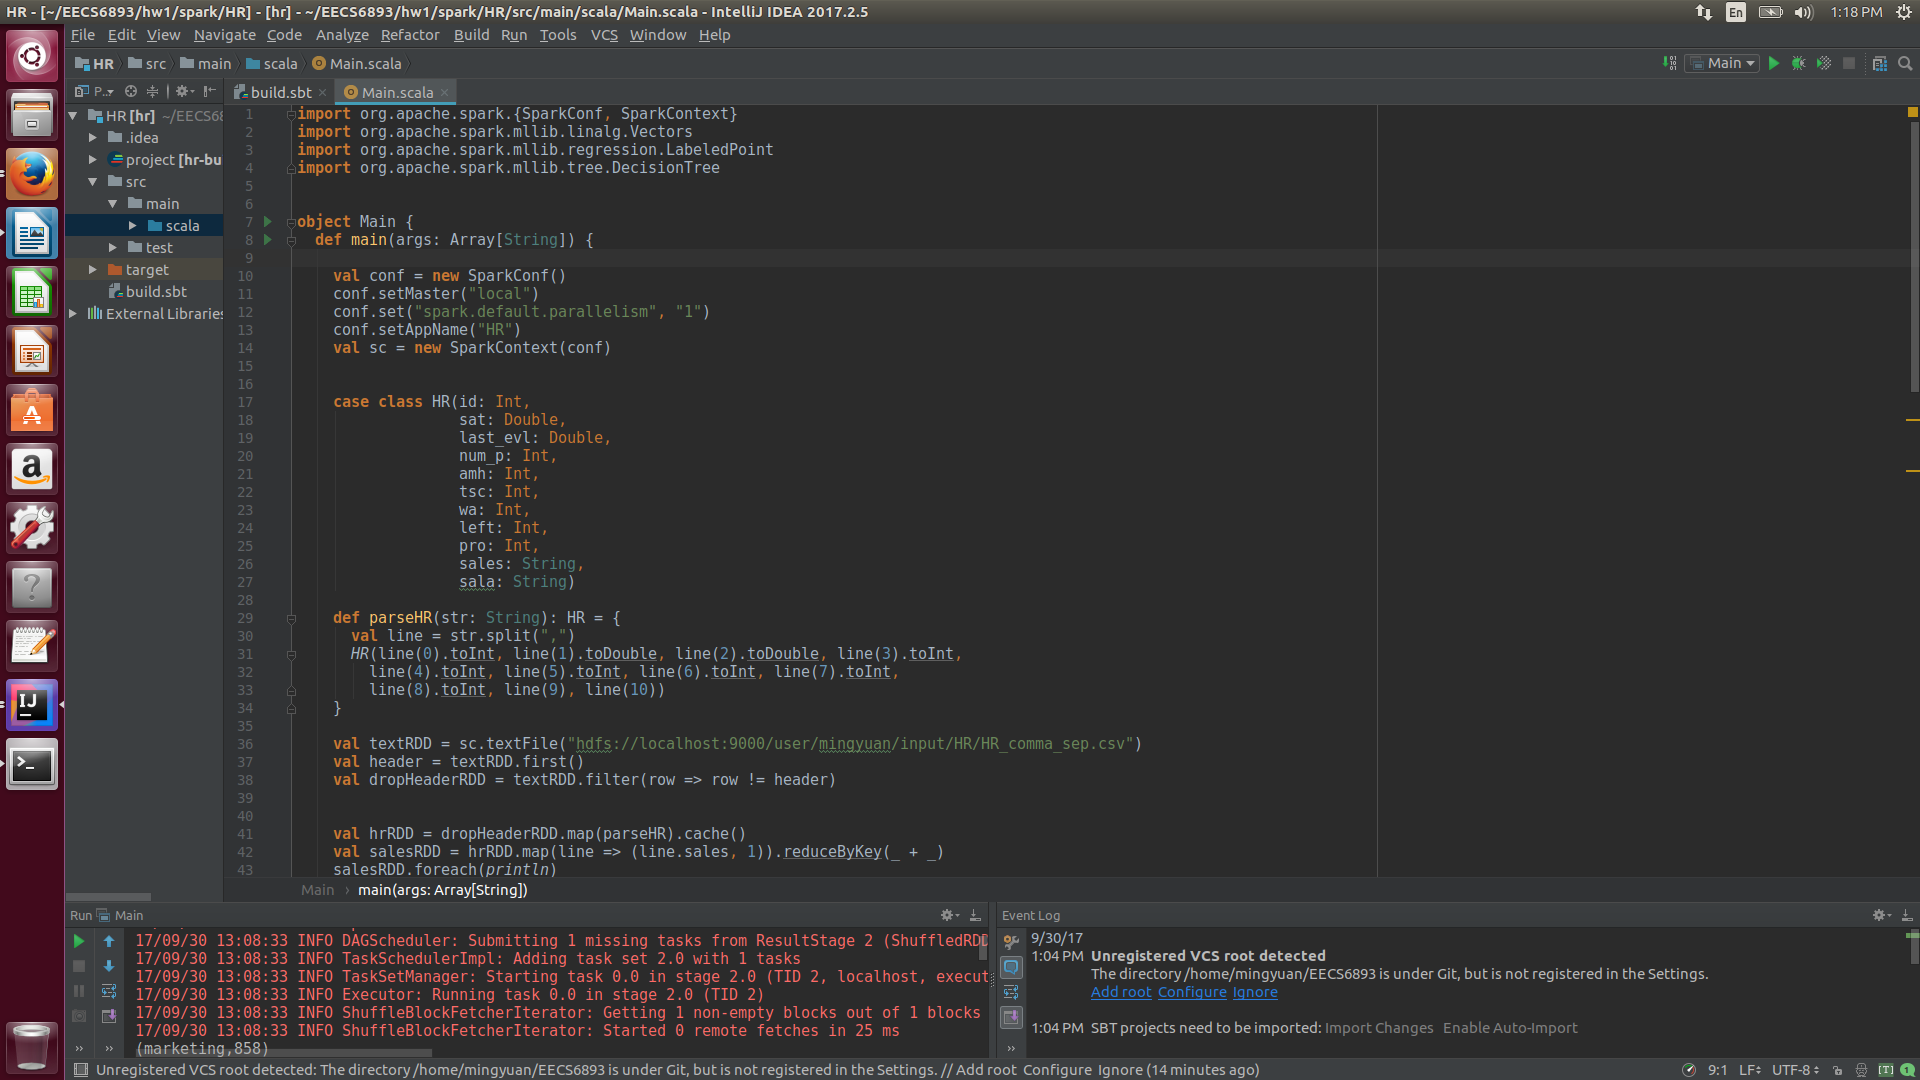 HR - [~/EECS6893/hw1/spark/HR] - [hr] - ~/EECS6893/hw1/spark/HR/src/main/scala/Main.scala - IntelliJ IDEA 2017.2.5
En
1:18 PM
File Edit View Navigate Code Analyze Refactor Build Run Tools VCS Window Help
HR src main scala Main.scala
Main
P..
build.sbt
Main.scala
HR [hr] ~/EECS68
.idea
project [hr-bu
src
main
scala
test
target
build.sbt
External Libraries
1 import org.apache.spark.{SparkConf, SparkContext}
2 import org.apache.spark.mllib.linalg.Vectors
3 import org.apache.spark.mllib.regression.LabeledPoint
4 import org.apache.spark.mllib.tree.DecisionTree
5
6
7 object Main {
8 def main(args: Array[String]) {
9
10 val conf = new SparkConf()
11 conf.setMaster("local")
12 conf.set("spark.default.parallelism", "1")
13 conf.setAppName("HR")
14 val sc = new SparkContext(conf)
15
16
17 case class HR(id: Int,
18 sat: Double,
19 last_evl: Double,
20 num_p: Int,
21 amh: Int,
22 tsc: Int,
23 wa: Int,
24 left: Int,
25 pro: Int,
26 sales: String,
27 sala: String)
28
29 def parseHR(str: String): HR = {
30 val line = str.split(",")
31 HR(line(0).toInt, line(1).toDouble, line(2).toDouble, line(3).toInt,
32 line(4).toInt, line(5).toInt, line(6).toInt, line(7).toInt,
33 line(8).toInt, line(9), line(10))
34 }
35
36 val textRDD = sc.textFile("hdfs://localhost:9000/user/mingyuan/input/HR/HR_comma_sep.csv")
37 val header = textRDD.first()
38 val dropHeaderRDD = textRDD.filter(row => row != header)
39
40
41 val hrRDD = dropHeaderRDD.map(parseHR).cache()
42 val salesRDD = hrRDD.map(line => (line.sales, 1)).reduceByKey(_ + _)
43 salesRDD.foreach(println)
Main › main(args: Array[String])
Run Main
17/09/30 13:08:33 INFO DAGScheduler: Submitting 1 missing tasks from ResultStage 2 (ShuffledRDD
17/09/30 13:08:33 INFO TaskSchedulerImpl: Adding task set 2.0 with 1 tasks
17/09/30 13:08:33 INFO TaskSetManager: Starting task 0.0 in stage 2.0 (TID 2, localhost, execut
17/09/30 13:08:33 INFO Executor: Running task 0.0 in stage 2.0 (TID 2)
17/09/30 13:08:33 INFO ShuffleBlockFetcherIterator: Getting 1 non-empty blocks out of 1 blocks
17/09/30 13:08:33 INFO ShuffleBlockFetcherIterator: Started 0 remote fetches in 25 ms
(marketing,858)
Event Log
9/30/17
1:04 PM Unregistered VCS root detected
The directory /home/mingyuan/EECS6893 is under Git, but is not registered in the Settings.
Add root Configure Ignore
1:04 PM SBT projects need to be imported: Import Changes Enable Auto-Import
Unregistered VCS root detected: The directory /home/mingyuan/EECS6893 is under Git, but is not registered in the Settings. // Add root Configure Ignore (14 minutes ago)
9:1 LF÷ UTF-8÷ [T] 1